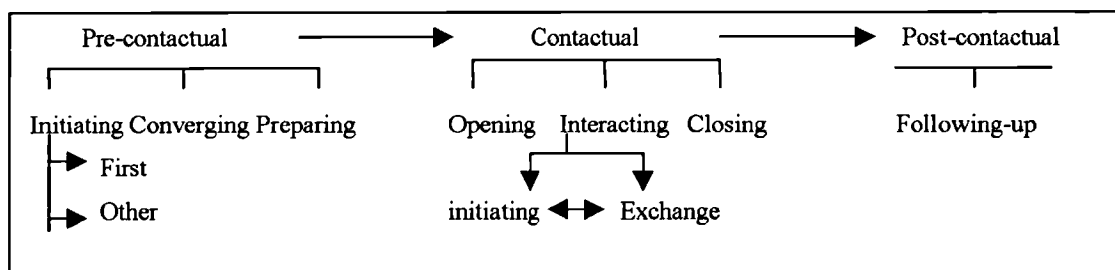 Pre-contactual Contactual Post-contactual
Initiating Converging Preparing Opening Interacting Closing Following-up
First
Other initiating Exchange